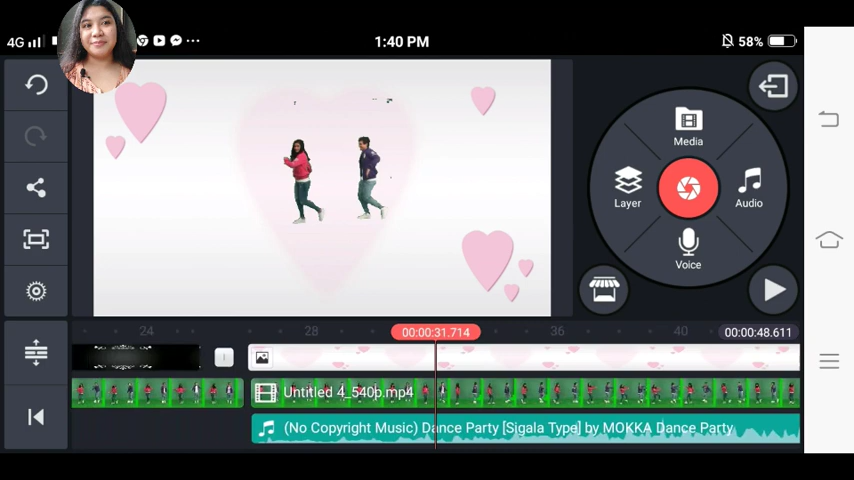 4G 1:40 PM 58%
Media
Layer
Audio
Voice
24 28 00:00:31.714 36 40 00:00:48.611
Untitled 4_540p.mp4
(No Copyright Music) Dance Party [Sigala Type] by MOKKA Dance Party